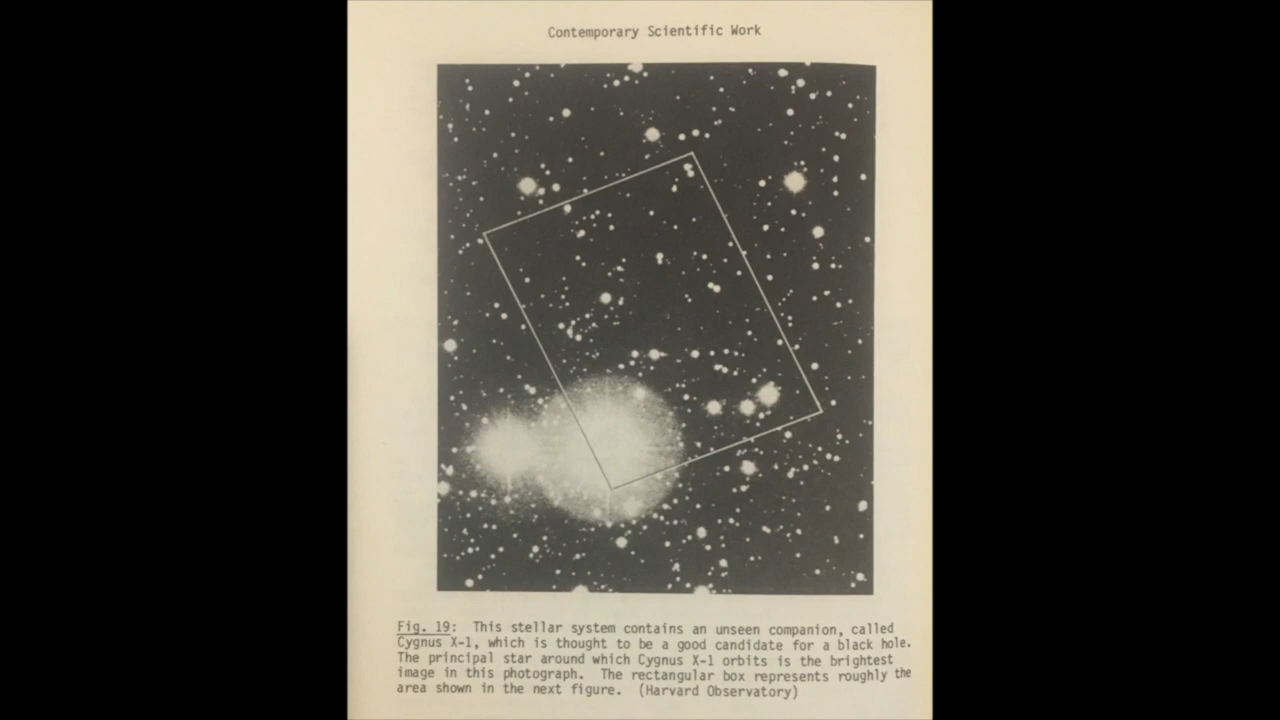 Contemporary Scientific Work
Fig. 19: This stellar system contains an unseen companion, called
Cygnus X-1, which is thought to be a good candidate for a black hole.
The principal star around which Cygnus X-1 orbits is the brightest
image in this photograph. The rectangular box represents roughly the
area shown in the next figure. (Harvard Observatory)